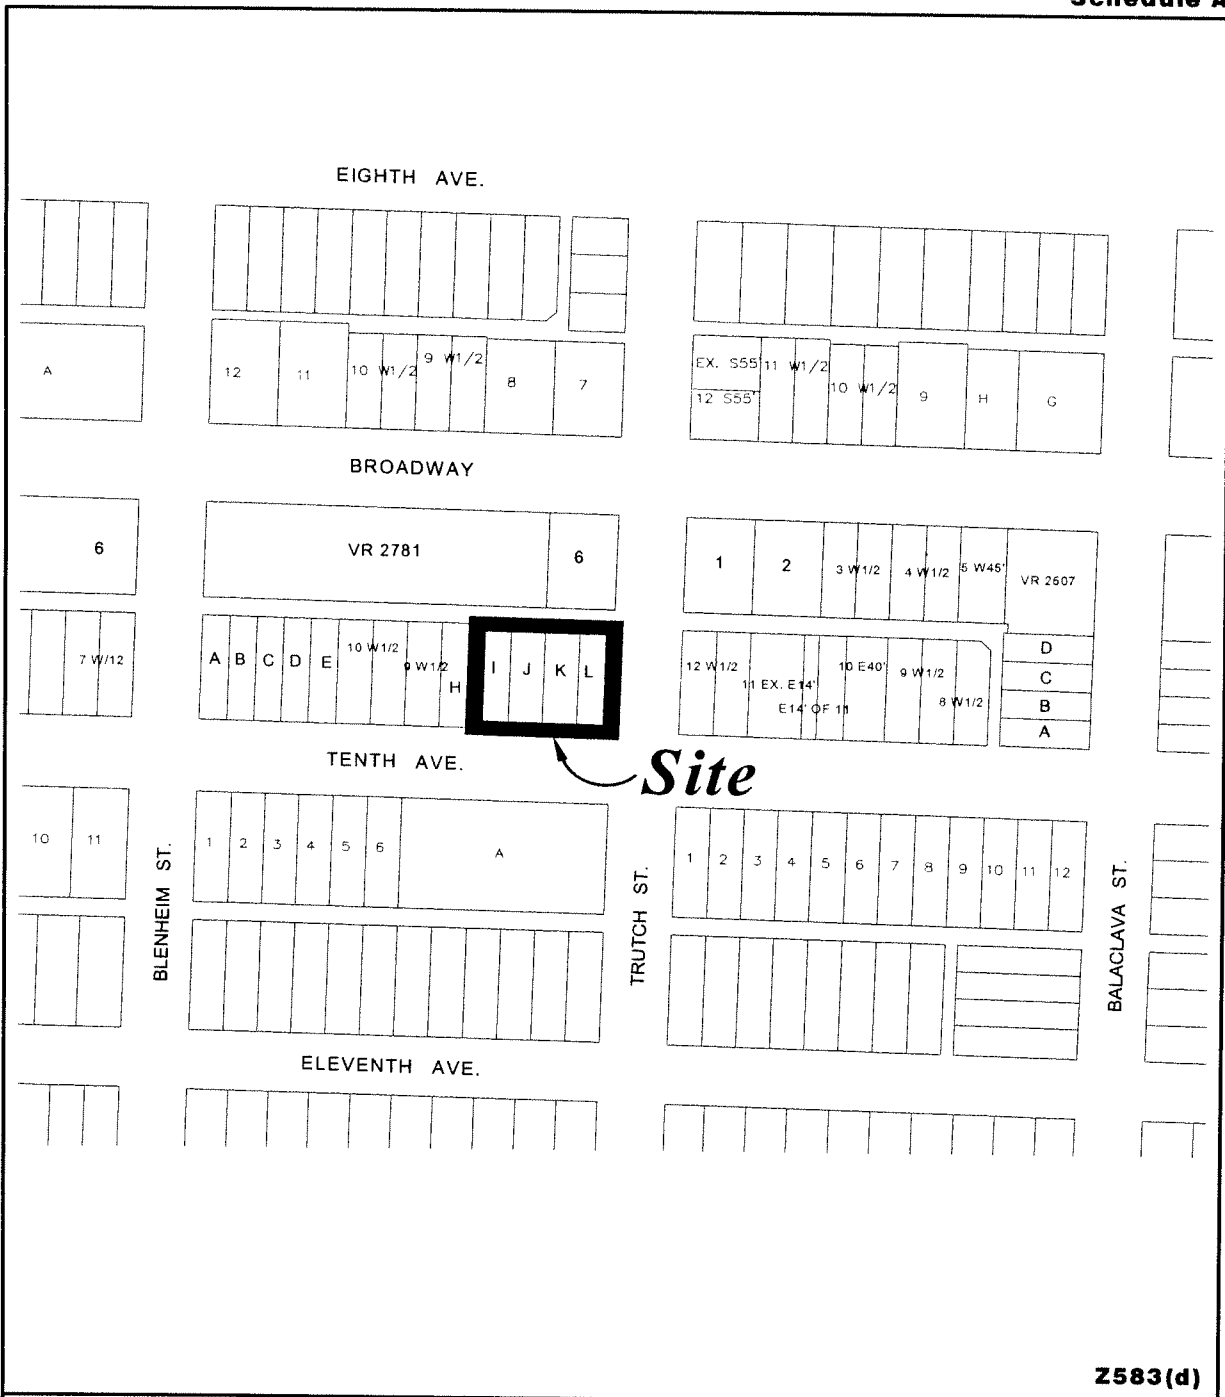 Schedule A
EIGHTH AVE.
A
12
11
10 W1/2
9 W1/2
8
7
EX. S55'
12 S55'
11 W1/2
10 W1/2
9
H
G
BROADWAY
6
VR 2781
6
1
2
3 W1/2
4 W1/2
5 W45'
VR 2507
7 W/12
A B C D E
10 W1/2
9 W1/2
H
I J K L
12 W1/2
11 EX. E14'
E14' OF 11
10 E40'
9 W1/2
8 W1/2
D
C
B
A
TENTH AVE.
Site
10 11
1 2 3 4 5 6
A
1 2 3 4 5 6 7 8 9 10 11 12
BLENHEIM ST.
TRUTCH ST.
BALACLAVA ST.
ELEVENTH AVE.
Z583(d)